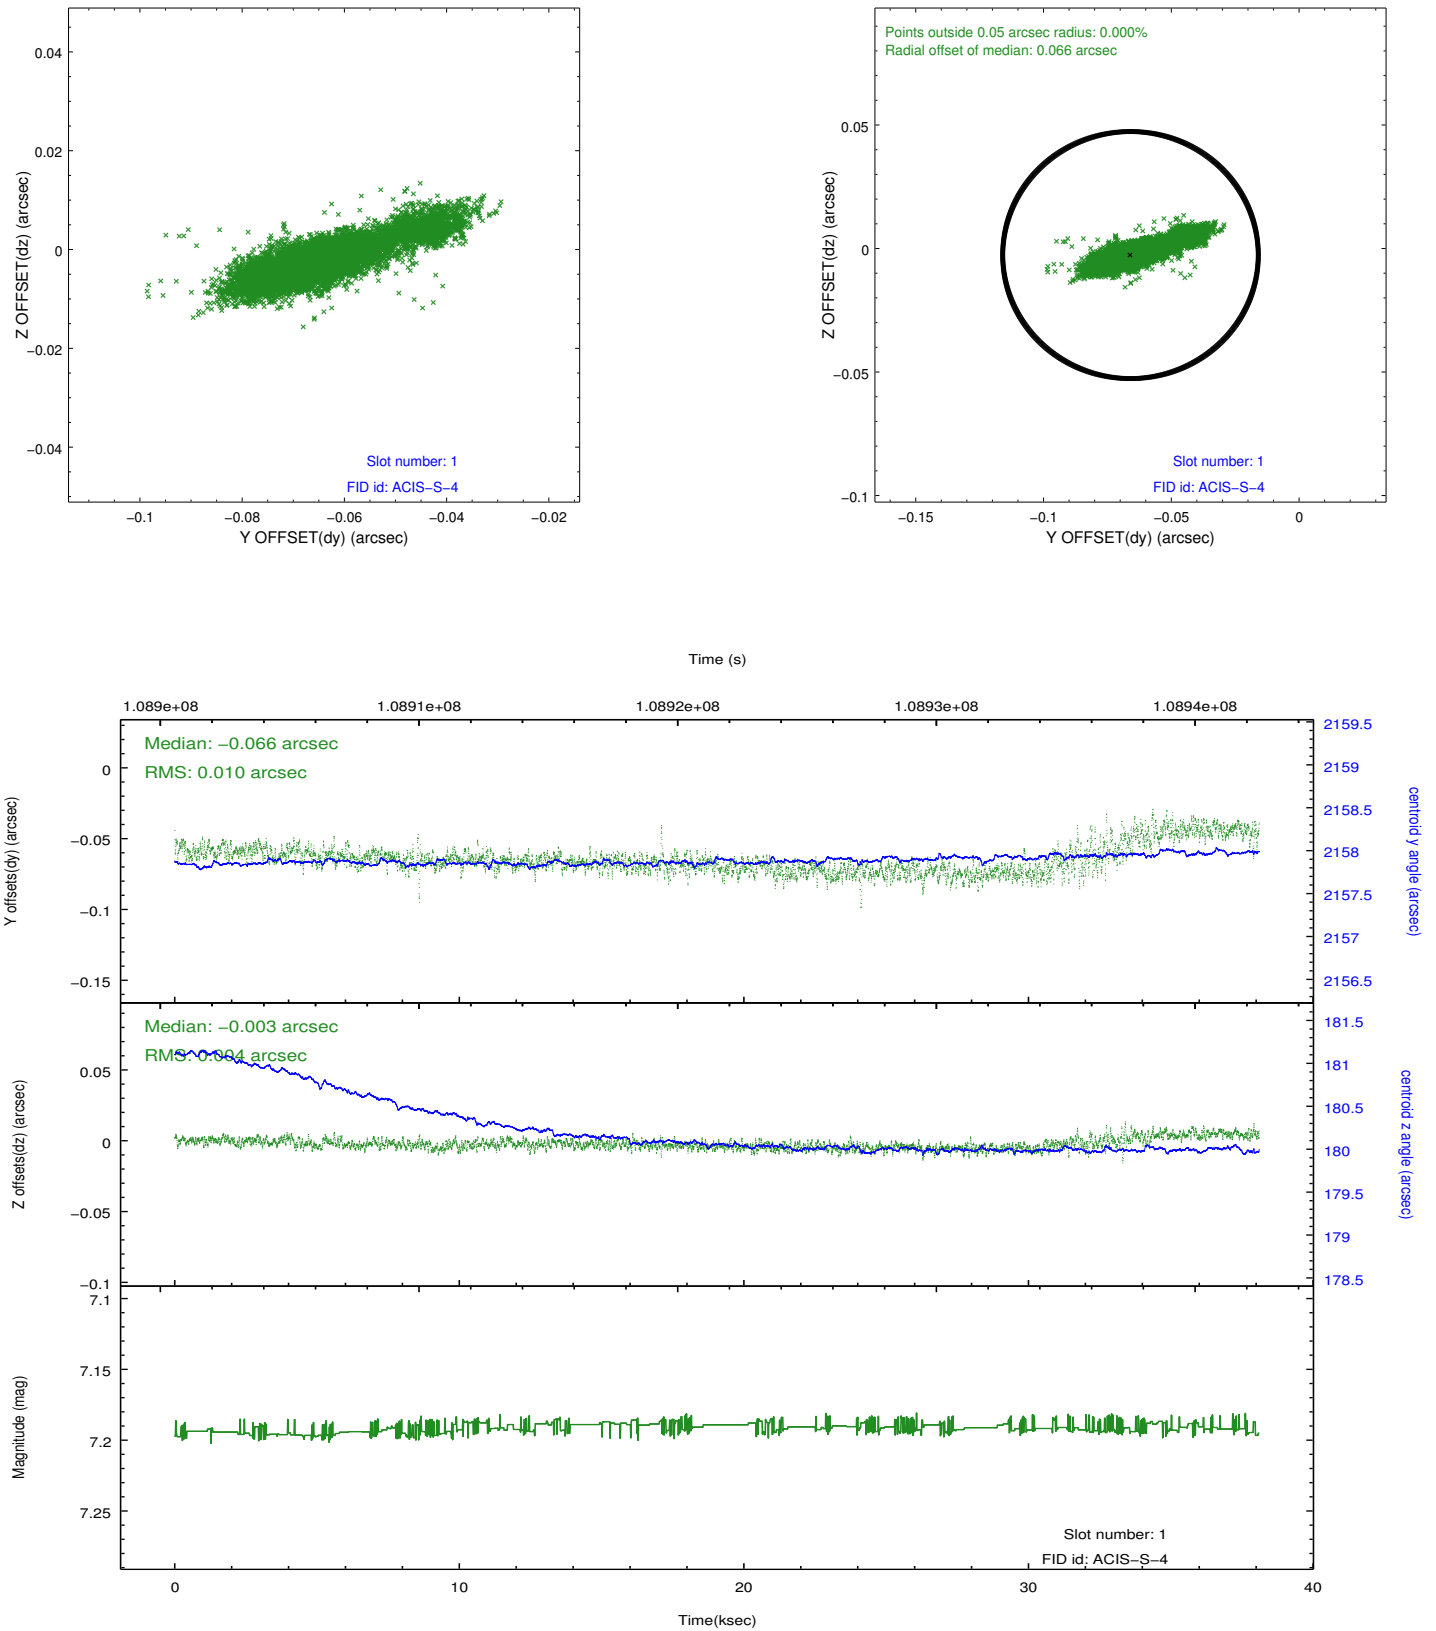 0.04
0.02
0
−0.02
−0.04
Z OFFSET(dz) (arcsec)
Slot number: 1
FID id: ACIS−S−4
−0.1
−0.08
−0.06
−0.04
−0.02
Y OFFSET(dy) (arcsec)
Points outside 0.05 arcsec radius: 0.000%
Radial offset of median: 0.066 arcsec
0.05
0
−0.05
−0.1
Z OFFSET(dz) (arcsec)
Slot number: 1
FID id: ACIS−S−4
−0.15
−0.1
−0.05
0
Y OFFSET(dy) (arcsec)
Time (s)
1.089e+08
1.0891e+08
1.0892e+08
1.0893e+08
1.0894e+08
Median: −0.066 arcsec
RMS: 0.010 arcsec
0
−0.05
−0.1
−0.15
Y offsets(dy) (arcsec)
2159.5
2159
2158.5
2158
2157.5
2157
2156.5
centroid y angle (arcsec)
Median: −0.003 arcsec
RMS: 0.004 arcsec
0.05
0
−0.05
−0.1
Z offsets(dz) (arcsec)
181.5
181
180.5
180
179.5
179
178.5
centroid z angle (arcsec)
7.1
7.15
7.2
7.25
Magnitude (mag)
Slot number: 1
FID id: ACIS−S−4
0
10
20
30
40
Time(ksec)